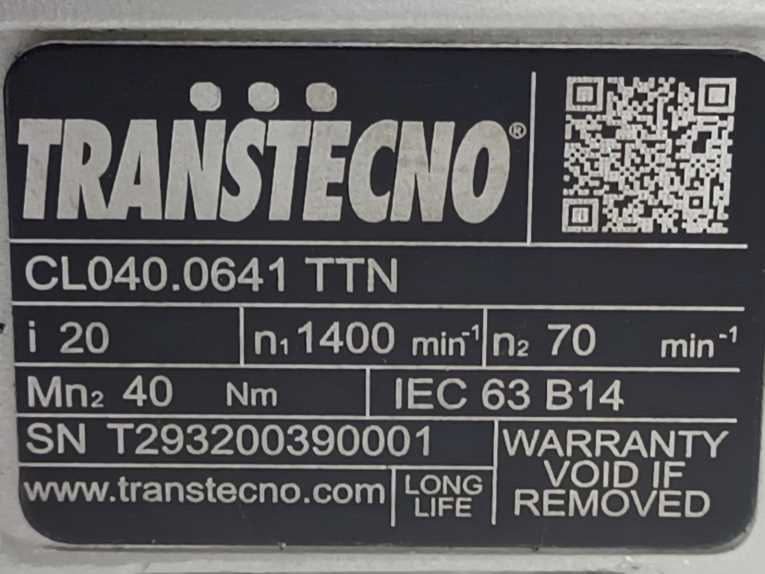 TRANSTECNO®
CL040.0641 TTN
i 20 n₁ 1400 min⁻¹ n₂ 70 min⁻¹
Mn₂ 40 Nm IEC 63 B14
SN T293200390001
WARRANTY
VOID IF
REMOVED
www.transtecno.com
LONG
LIFE